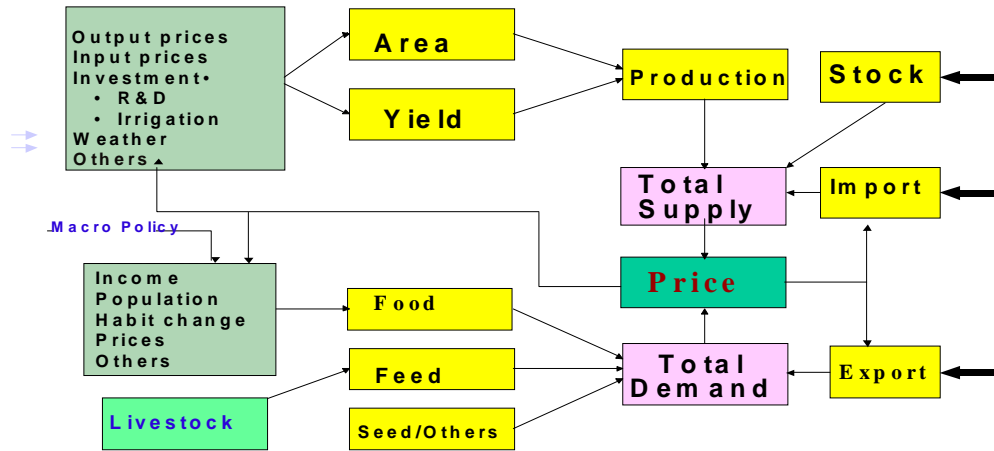 Output prices
Input prices
Investment•
• R&D
• Irrigation
Weather
Others
Area
Yield
Production
Stock
Total
Supply
Import
Macro Policy
Income
Population
Habit change
Prices
Others
Food
Feed
Seed/Others
Livestock
Price
Total
Demand
Export